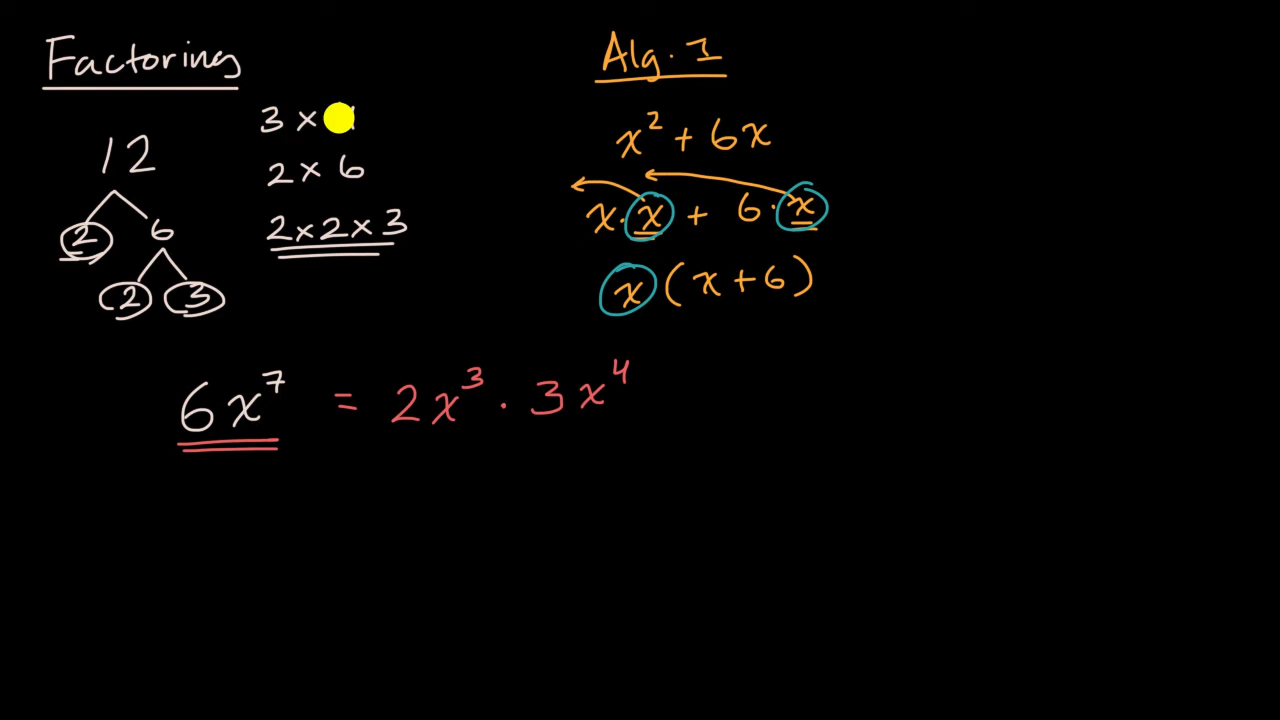 Factoring
12
2 6
2 3
3 ×
2 × 6
2×2×3
Alg. 1
x² + 6x
x · x + 6 · x
x (x + 6)
6x⁷ = 2x³ · 3x⁴